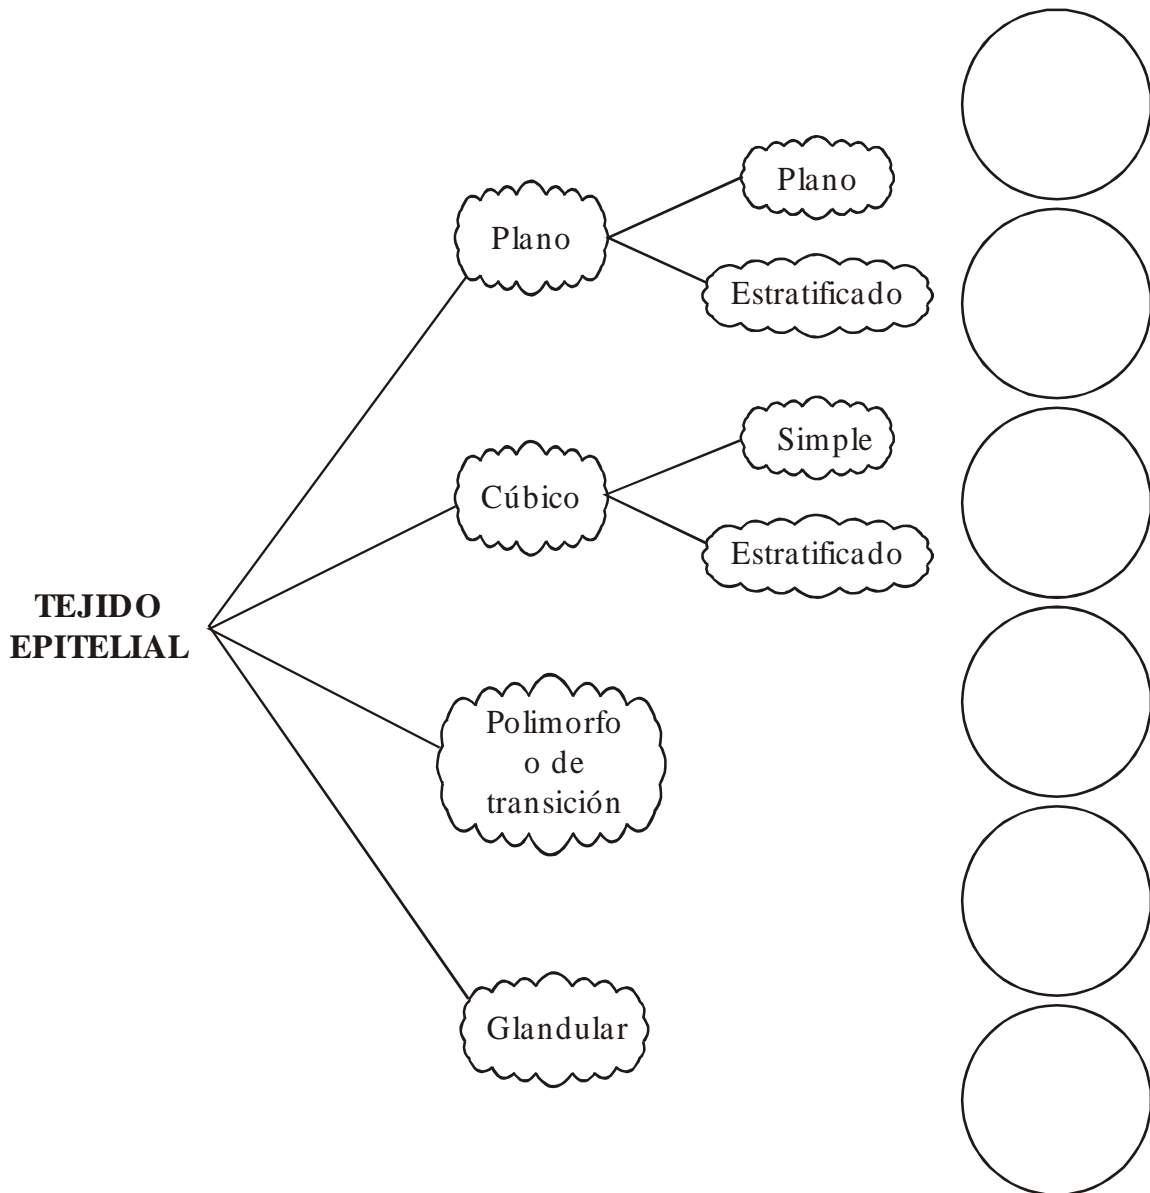 TEJIDO
EPITELIAL
Plano
Plano
Estratificado
Cúbico
Simple
Estratificado
Polimorfo
o de
transición
Glandular